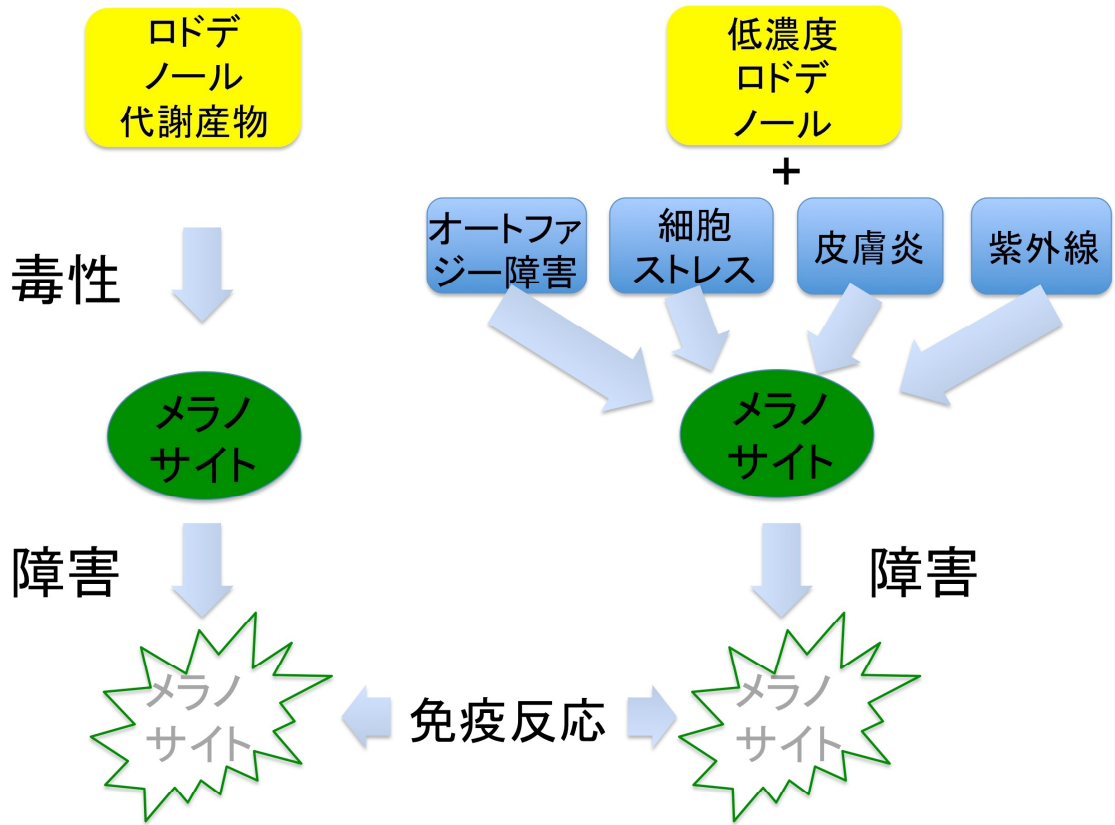 ロドデ
ノール
代謝産物
低濃度
ロドデ
ノール
+
オートファ
ジー障害
細胞
ストレス
皮膚炎
紫外線
毒性
メラノ
サイト
メラノ
サイト
障害
障害
メラノ
サイト
免疫反応
メラノ
サイト